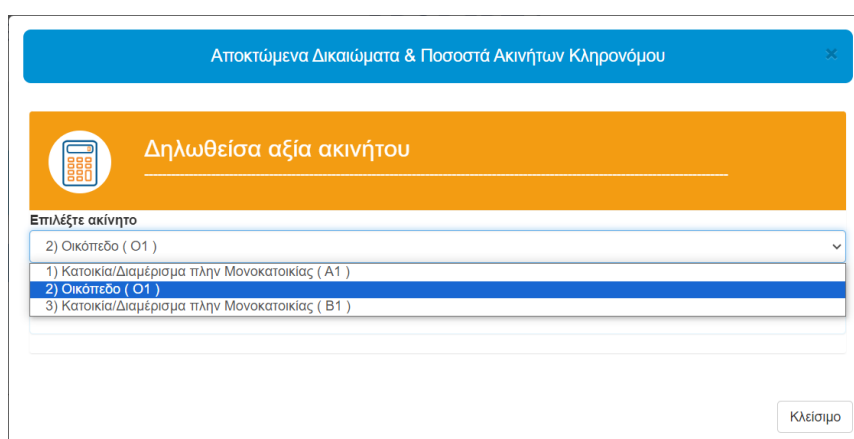 Αποκτώμενα Δικαιώματα & Ποσοστά Ακινήτων Κληρονόμου ×
Δηλωθείσα αξία ακινήτου
Επιλέξτε ακίνητο
2) Οικόπεδο ( Ο1 )
1) Κατοικία/Διαμέρισμα πλην Μονοκατοικίας ( Α1 )
2) Οικόπεδο ( Ο1 )
3) Κατοικία/Διαμέρισμα πλην Μονοκατοικίας ( Β1 )
Κλείσιμο